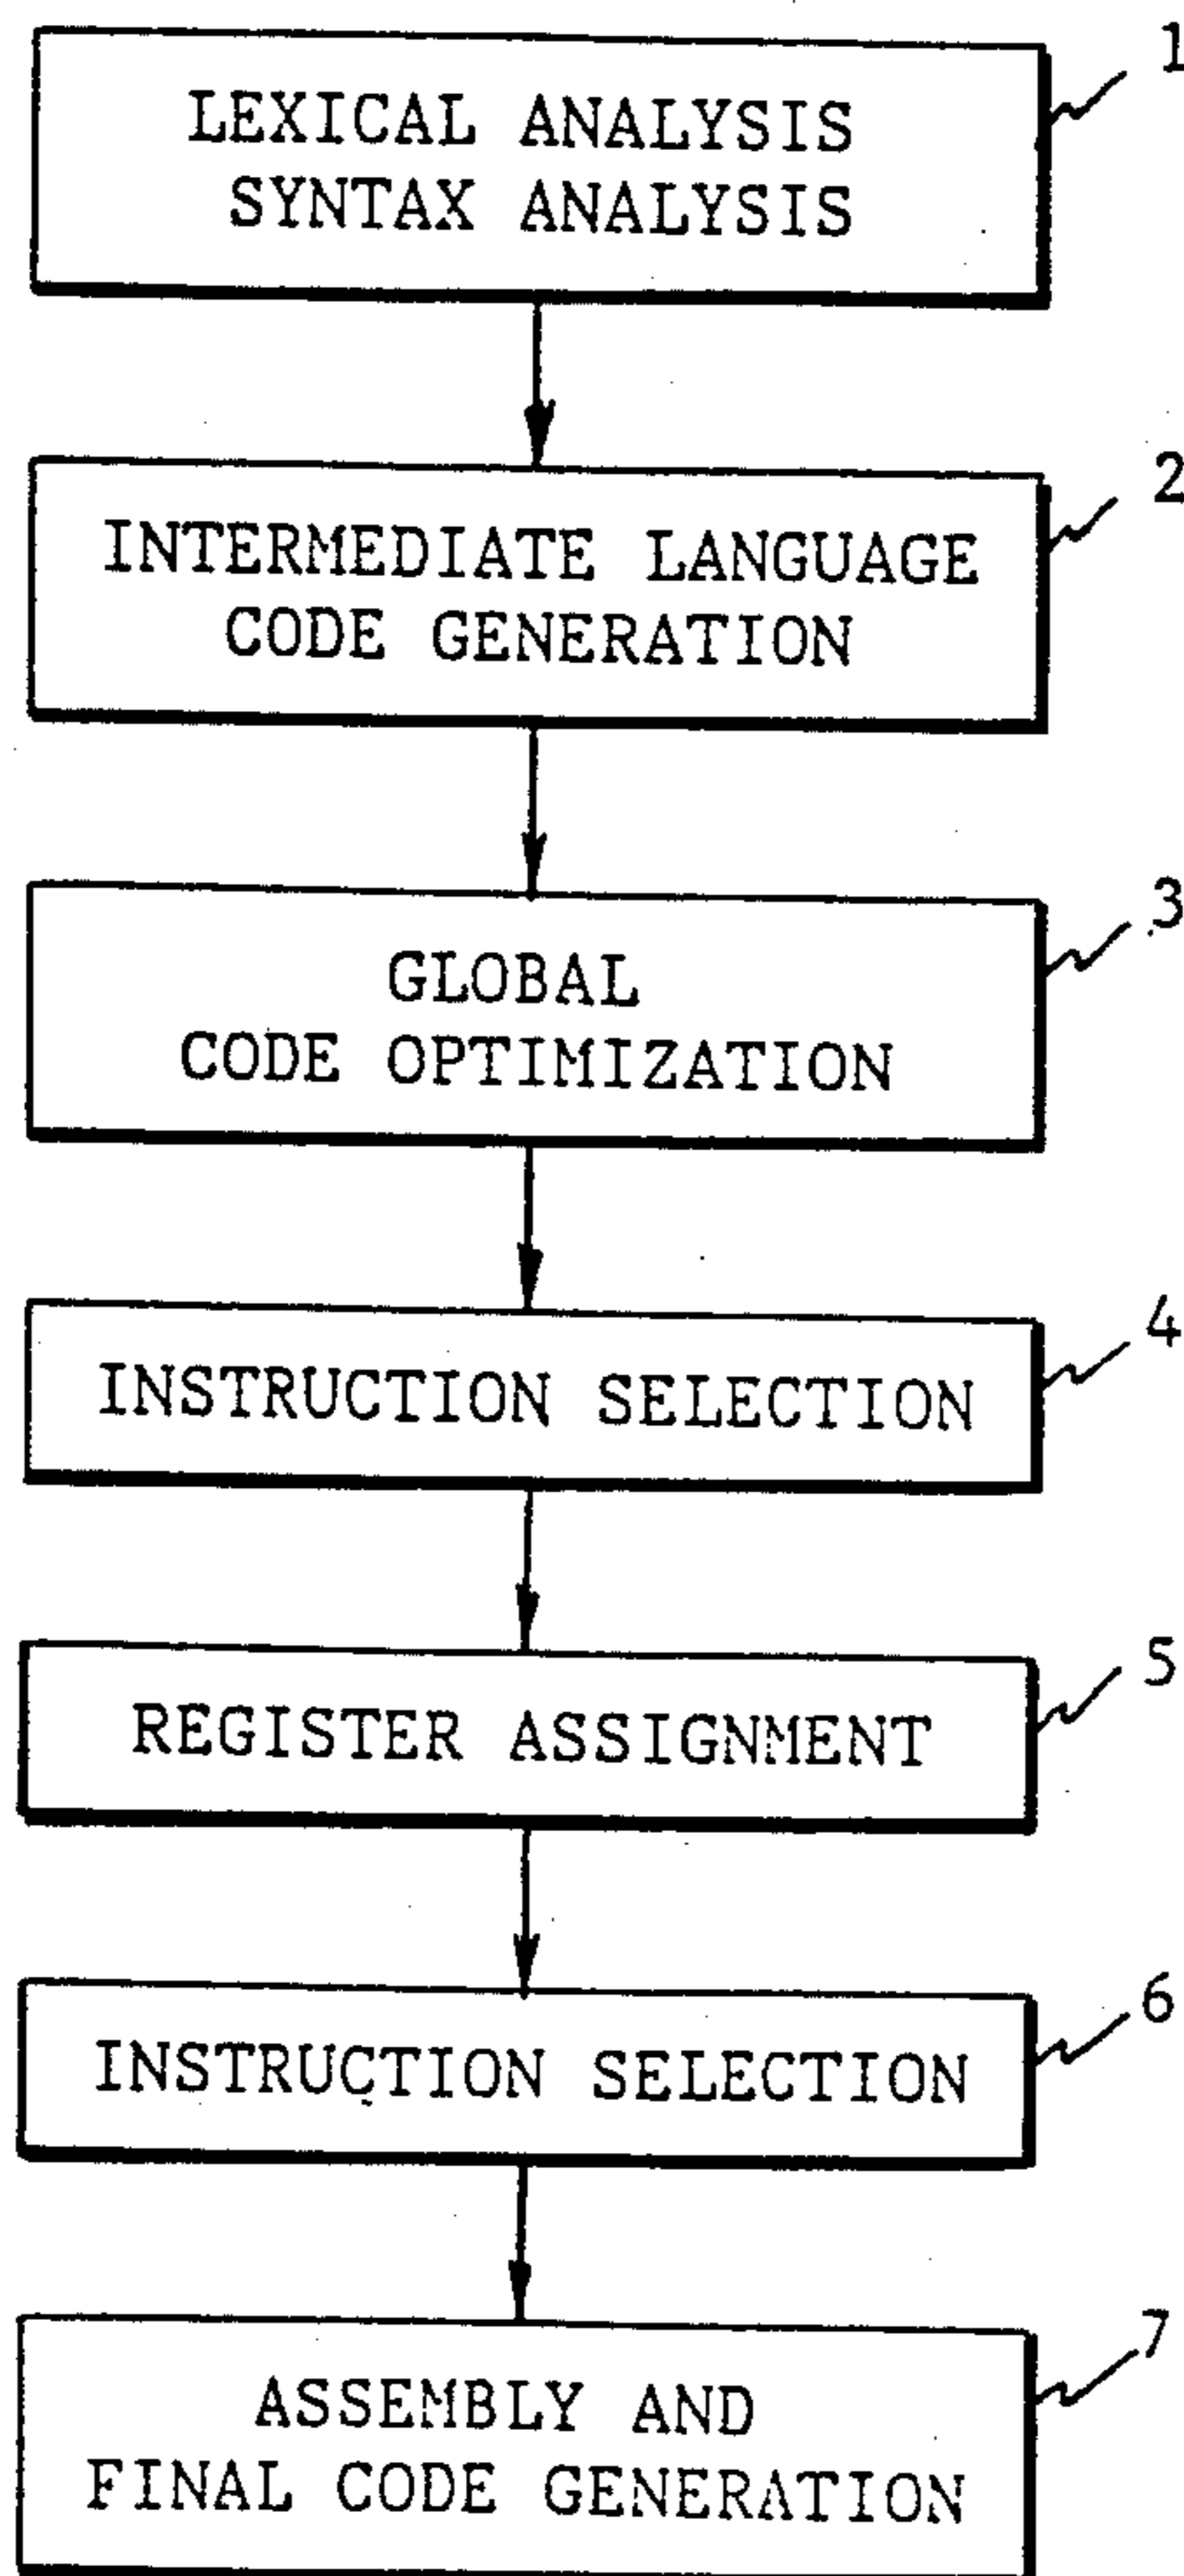 1
LEXICAL ANALYSIS
SYNTAX ANALYSIS
2
INTERMEDIATE LANGUAGE
CODE GENERATION
3
GLOBAL
CODE OPTIMIZATION
4
INSTRUCTION SELECTION
5
REGISTER ASSIGNMENT
6
INSTRUCTION SELECTION
7
ASSEMBLY AND
FINAL CODE GENERATION